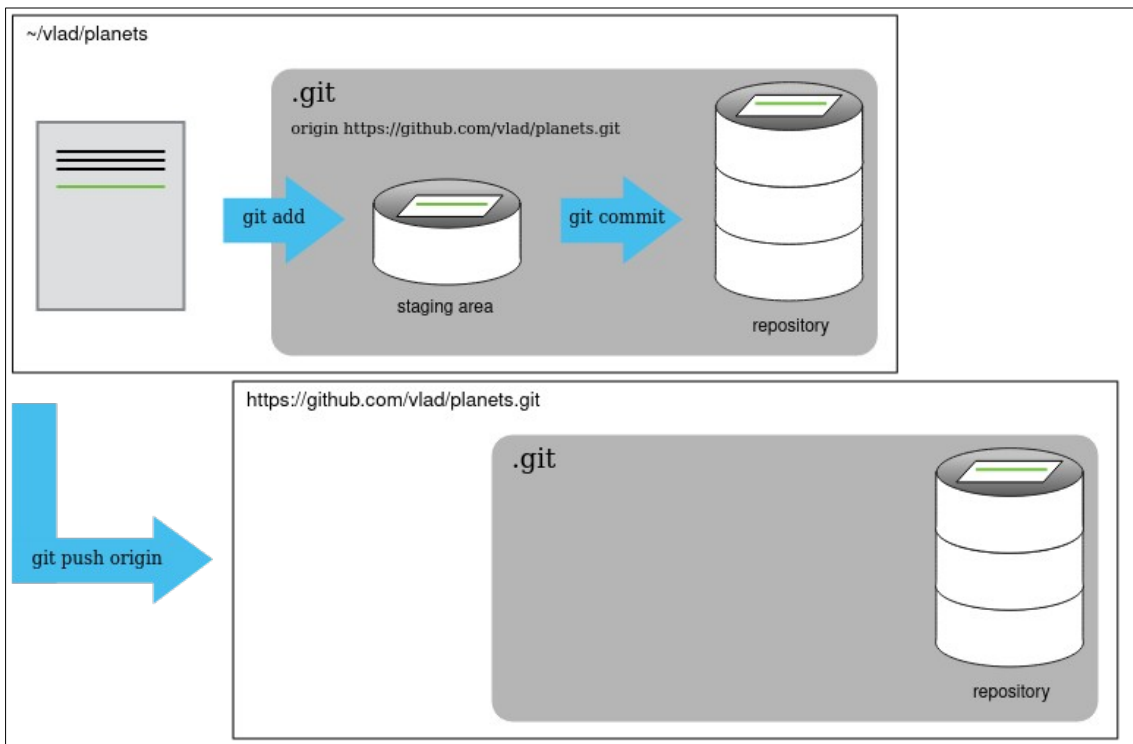 ~/vlad/planets
.git
origin https://github.com/vlad/planets.git
git add
git commit
staging area
repository
https://github.com/vlad/planets.git
.git
git push origin
repository